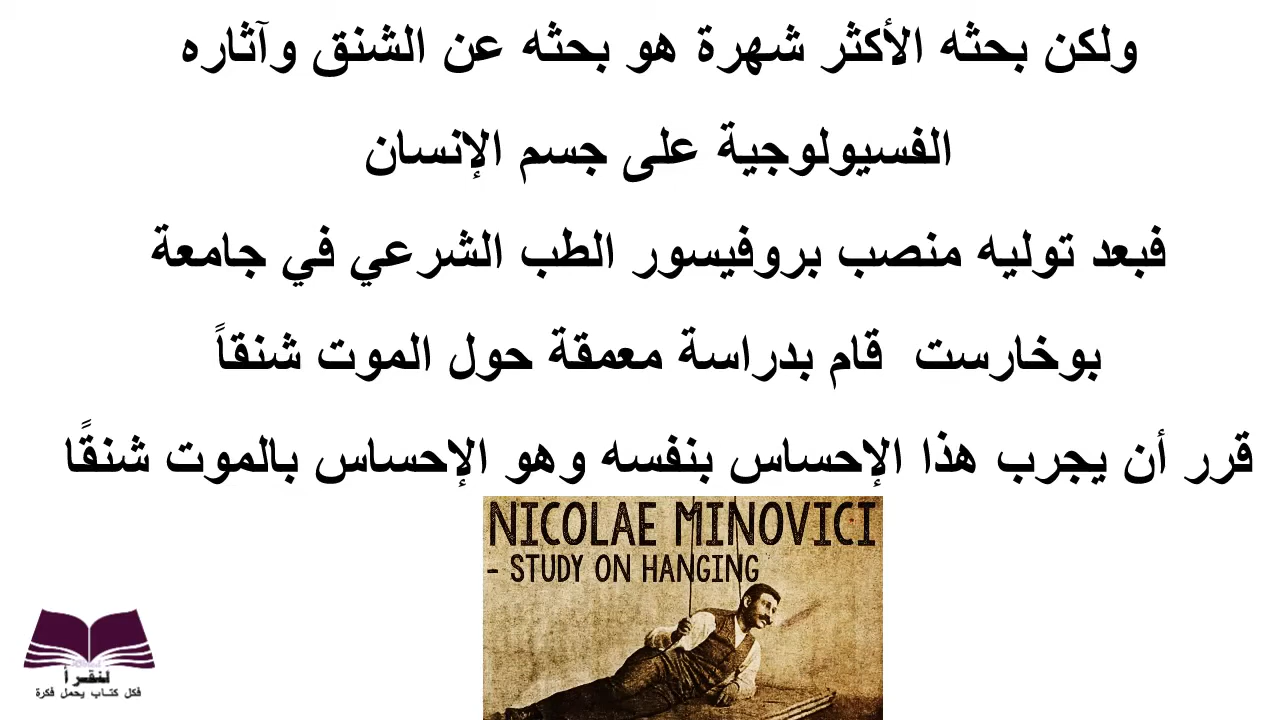 ولكن بحثه الأكثر شهرة هو بحثه عن الشنق وآثاره
الفسيولوجية على جسم الإنسان
فبعد توليه منصب بروفيسور الطب الشرعي في جامعة
بوخارست قام بدراسة معمقة حول الموت شنقاً
قرر أن يجرب هذا الإحساس بنفسه وهو الإحساس بالموت شنقًا
NICOLAE MINOVICI
- STUDY ON HANGING
لنقرأ
فكل كتاب يحمل فكرة